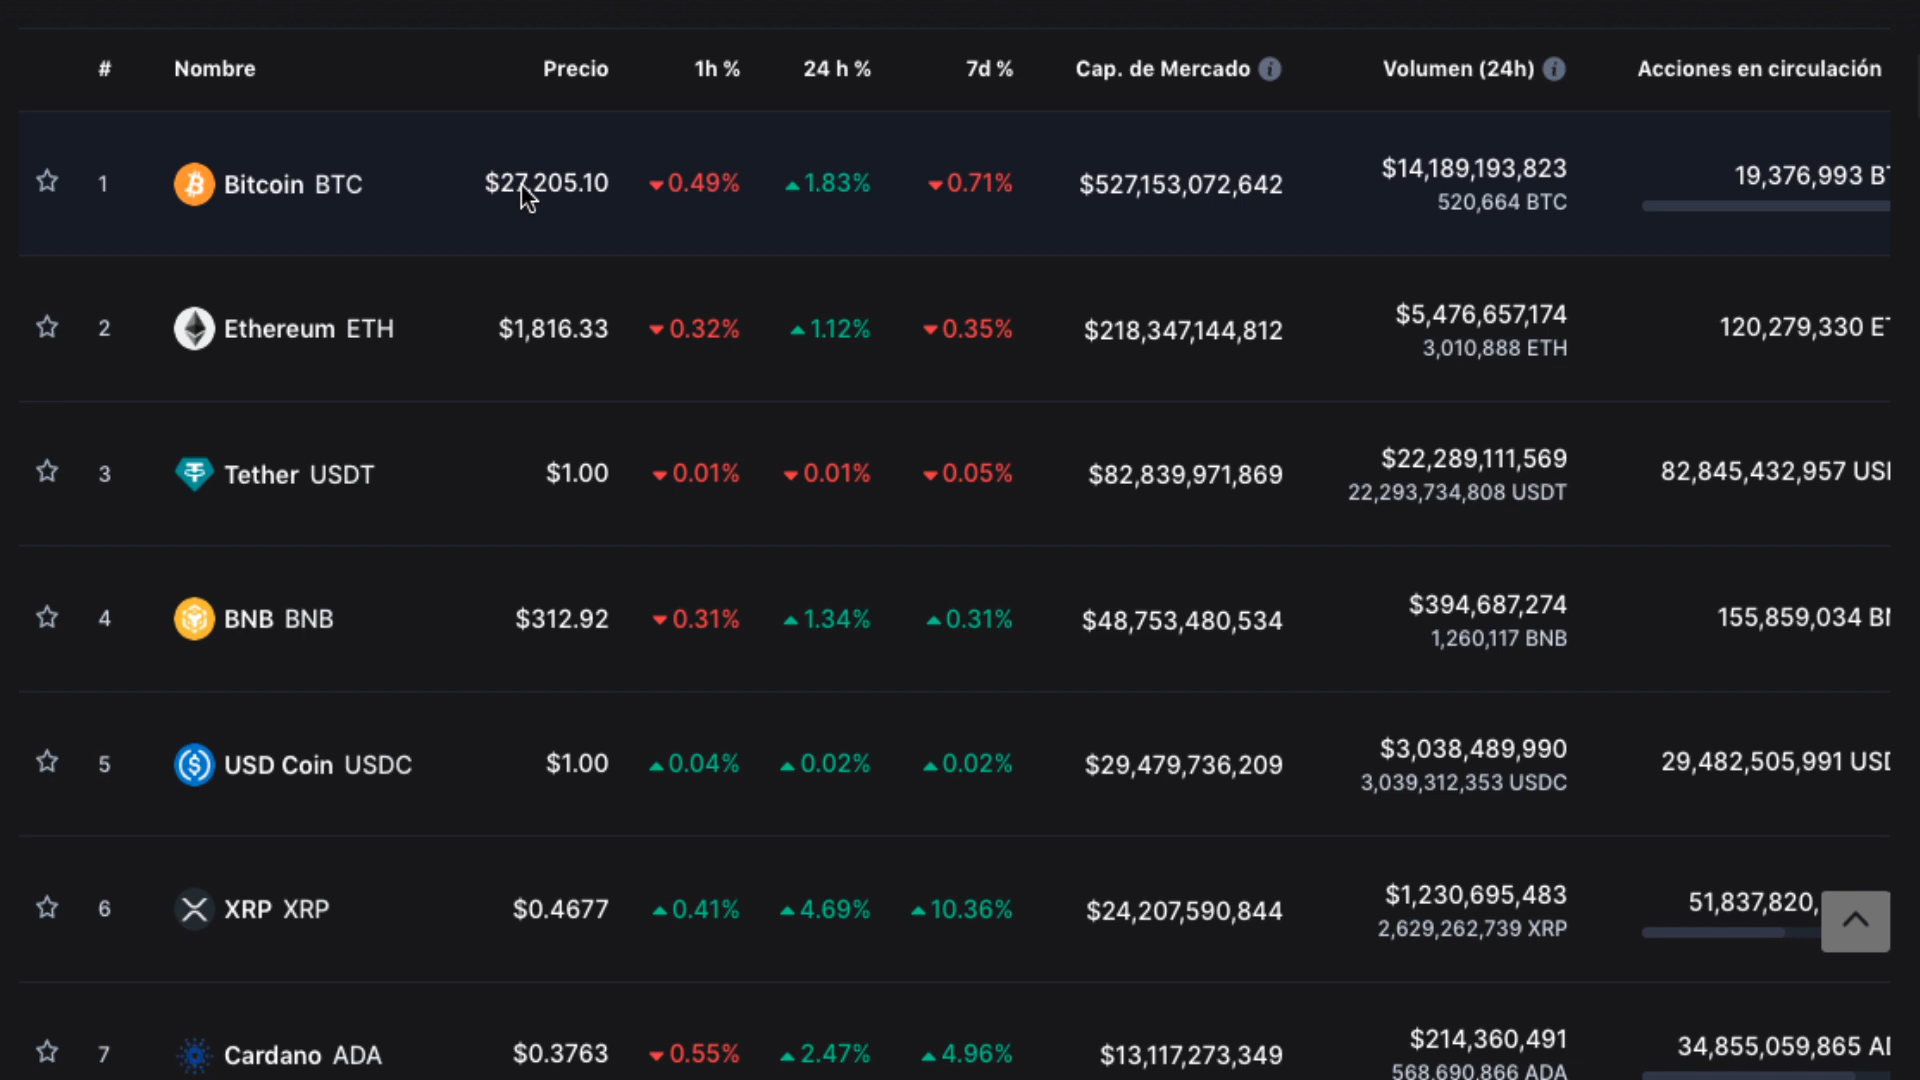 # Nombre Precio 1h % 24 h % 7d % Cap. de Mercado Volumen (24h) Acciones en circulación
1 Bitcoin BTC $27,205.10 0.49% 1.83% 0.71% $527,153,072,642 $14,189,193,823 19,376,993
520,664 BTC
2 Ethereum ETH $1,816.33 0.32% 1.12% 0.35% $218,347,144,812 $5,476,657,174 120,279,330
3,010,888 ETH
3 Tether USDT $1.00 0.01% 0.01% 0.05% $82,839,971,869 $22,289,111,569 82,845,432,957
22,293,734,808 USDT
4 BNB BNB $312.92 0.31% 1.34% 0.31% $48,753,480,534 $394,687,274 155,859,034
1,260,117 BNB
5 USD Coin USDC $1.00 0.04% 0.02% 0.02% $29,479,736,209 $3,038,489,990 29,482,505,991
3,039,312,353 USDC
6 XRP XRP $0.4677 0.41% 4.69% 10.36% $24,207,590,844 $1,230,695,483 51,837,820,
2,629,262,739 XRP
7 Cardano ADA $0.3763 0.55% 2.47% 4.96% $13,117,273,349 $214,360,491 34,855,059,865
568,690,866 ADA